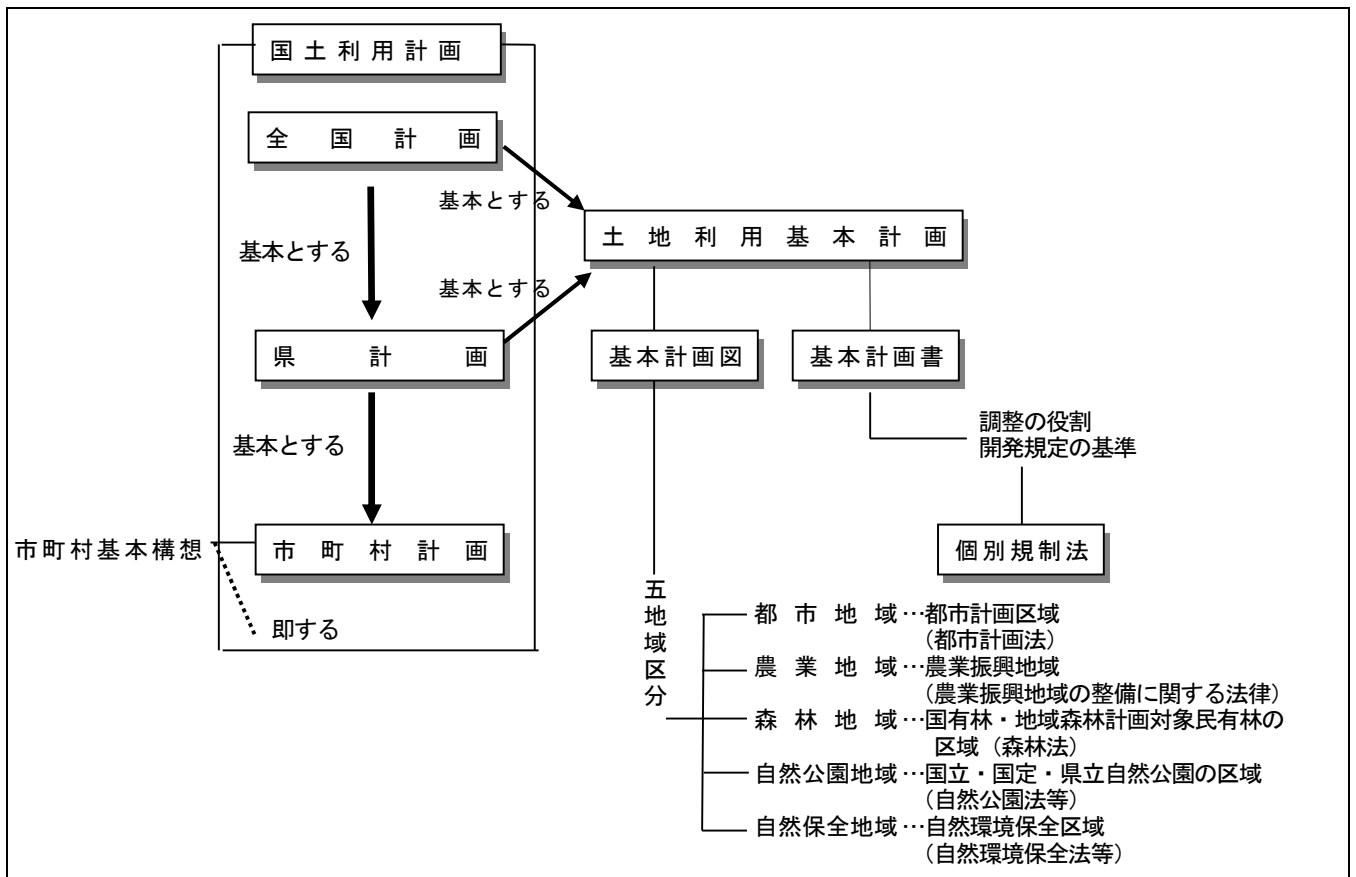 国土利用計画
全国計画
基本とする
土地利用基本計画
基本とする
基本とする
県計画
基本計画図
基本計画書
調整の役割
開発規定の基準
基本とする
市町村基本構想
市町村計画
個別規制法
即する
五地域区分
都市地域…都市計画区域
(都市計画法)
農業地域…農業振興地域
(農業振興地域の整備に関する法律)
森林地域…国有林・地域森林計画対象民有林の
区域(森林法)
自然公園地域…国立・国定・県立自然公園の区域
(自然公園法等)
自然保全地域…自然環境保全区域
(自然環境保全法等)